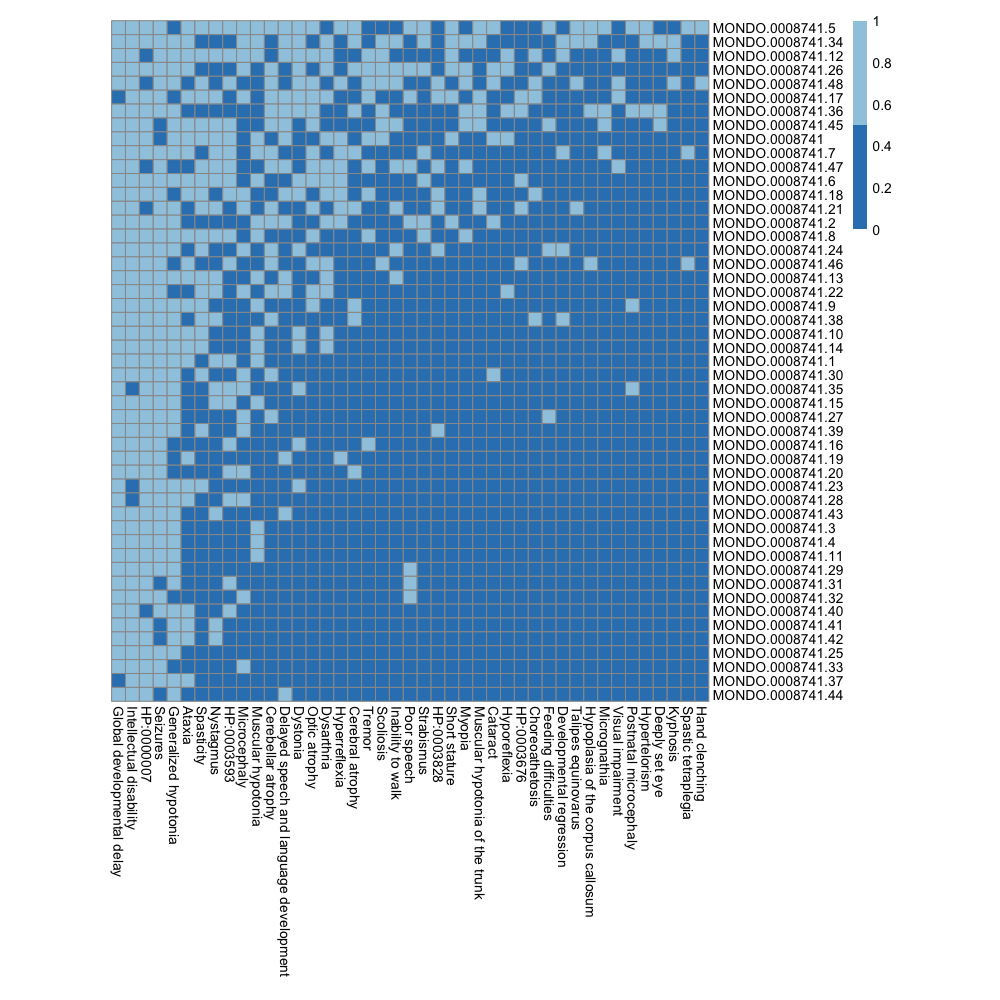 MONDO.0008741.5
MONDO.0008741.34
MONDO.0008741.12
MONDO.0008741.26
MONDO.0008741.48
MONDO.0008741.17
MONDO.0008741.36
MONDO.0008741.45
MONDO.0008741
MONDO.0008741.7
MONDO.0008741.47
MONDO.0008741.6
MONDO.0008741.18
MONDO.0008741.21
MONDO.0008741.2
MONDO.0008741.8
MONDO.0008741.24
MONDO.0008741.46
MONDO.0008741.13
MONDO.0008741.22
MONDO.0008741.9
MONDO.0008741.38
MONDO.0008741.10
MONDO.0008741.14
MONDO.0008741.1
MONDO.0008741.30
MONDO.0008741.35
MONDO.0008741.15
MONDO.0008741.27
MONDO.0008741.39
MONDO.0008741.16
MONDO.0008741.19
MONDO.0008741.20
MONDO.0008741.23
MONDO.0008741.28
MONDO.0008741.43
MONDO.0008741.3
MONDO.0008741.4
MONDO.0008741.11
MONDO.0008741.29
MONDO.0008741.31
MONDO.0008741.32
MONDO.0008741.40
MONDO.0008741.41
MONDO.0008741.42
MONDO.0008741.25
MONDO.0008741.33
MONDO.0008741.37
MONDO.0008741.44
1
0.8
0.6
0.4
0.2
0
Global developmental delay
Intellectual disability
HP:0000007
Seizures
Generalized hypotonia
Ataxia
Spasticity
Nystagmus
HP:0003593
Microcephaly
Muscular hypotonia
Cerebellar atrophy
Delayed speech and language development
Dystonia
Optic atrophy
Dysarthria
Hyperreflexia
Cerebral atrophy
Tremor
Scoliosis
Inability to walk
Poor speech
Strabismus
HP:0003828
Short stature
Myopia
Muscular hypotonia of the trunk
Cataract
Hyporeflexia
HP:0003676
Choreoathetosis
Feeding difficulties
Developmental regression
Talipes equinovarus
Hypoplasia of the corpus callosum
Micrognathia
Visual impairment
Postnatal microcephaly
Hypertelorism
Deeply set eye
Kyphosis
Spastic tetraplegia
Hand clenching